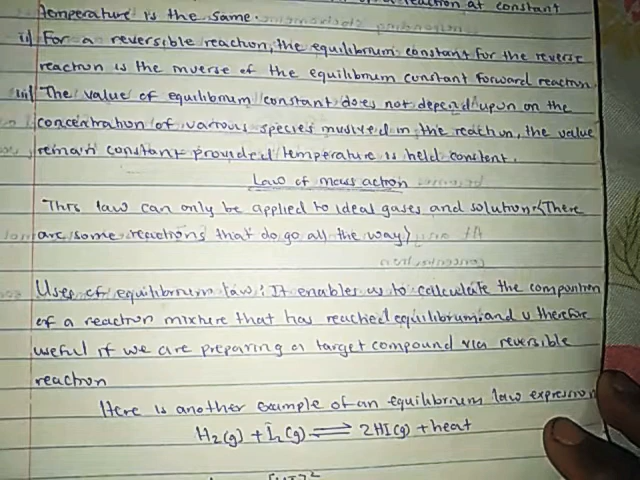 reaction at constant
temperature is the same.
ii) For a reversible reaction, the equilibrium constant for the reverse
reaction is the inverse of the equilibrium constant forward reaction
iii) The value of equilibrium constant does not depend upon on the
concentration of various species involved in the reaction, the value
remain constant provided temperature is held constent.
Law of mass action
This law can only be applied to ideal gases and solution (There
are some reactions that do go all the way)
Uses of equilibrium law: It enables us to calculate the compontion
of a reaction mixture that has reached equilibrium and is therefore
useful if we are preparing a target compound via reversible
reaction
Here is another example of an equilibrium law expression
H₂(g) + I₂(g) ⇌ 2HI(g) + heat